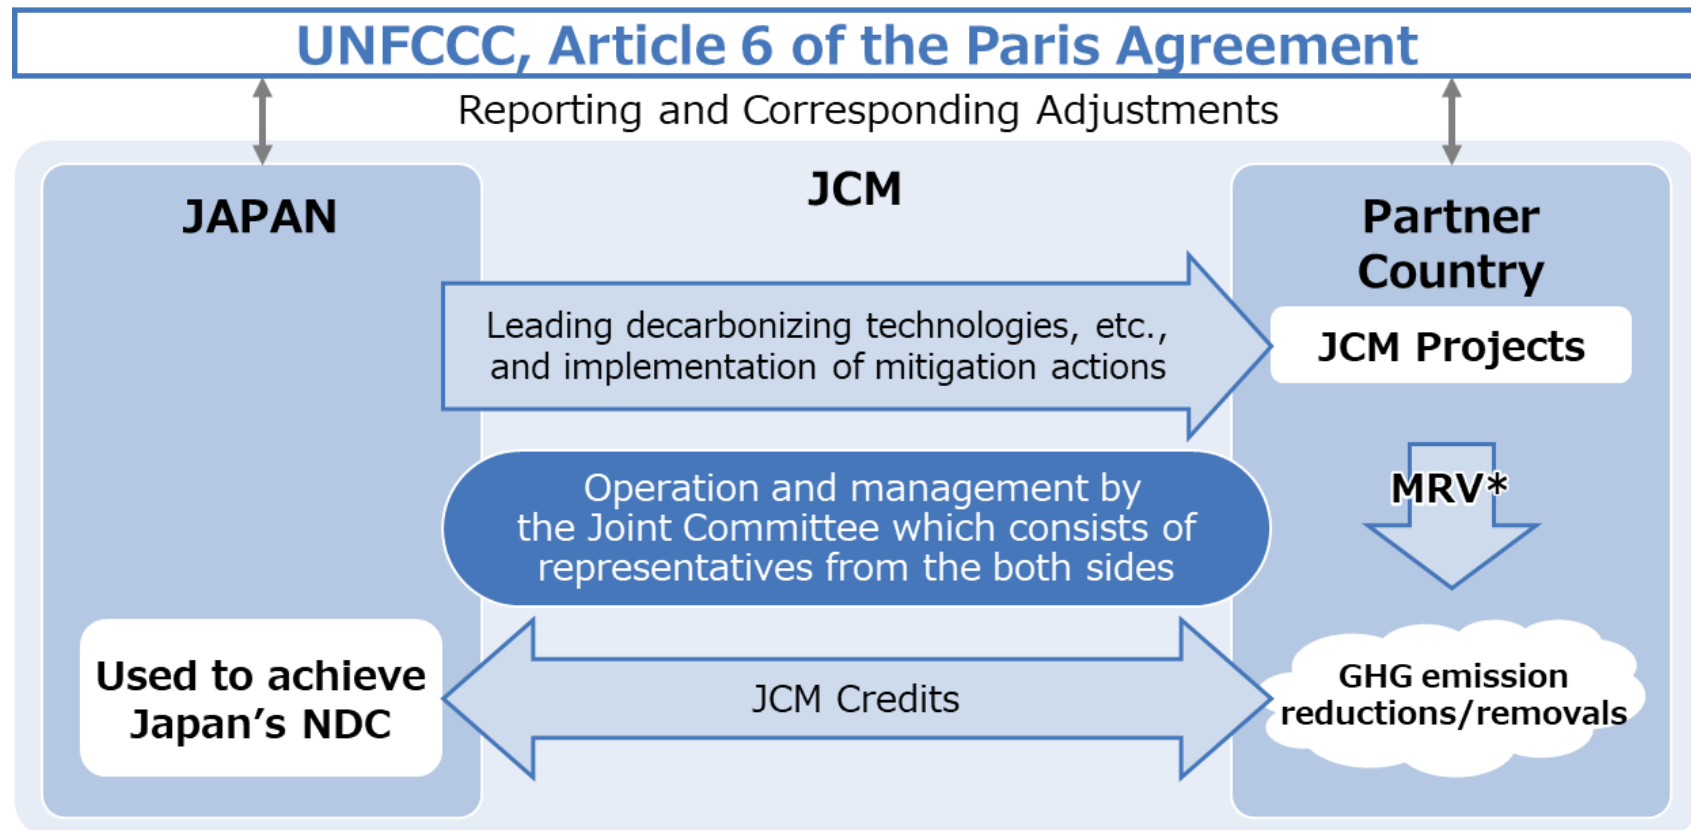 UNFCCC, Article 6 of the Paris Agreement
Reporting and Corresponding Adjustments
JCM
JAPAN
Partner
Country
Leading decarbonizing technologies, etc.,
and implementation of mitigation actions
JCM Projects
Operation and management by
the Joint Committee which consists of
representatives from the both sides
MRV*
Used to achieve
Japan’s NDC
JCM Credits
GHG emission
reductions/removals